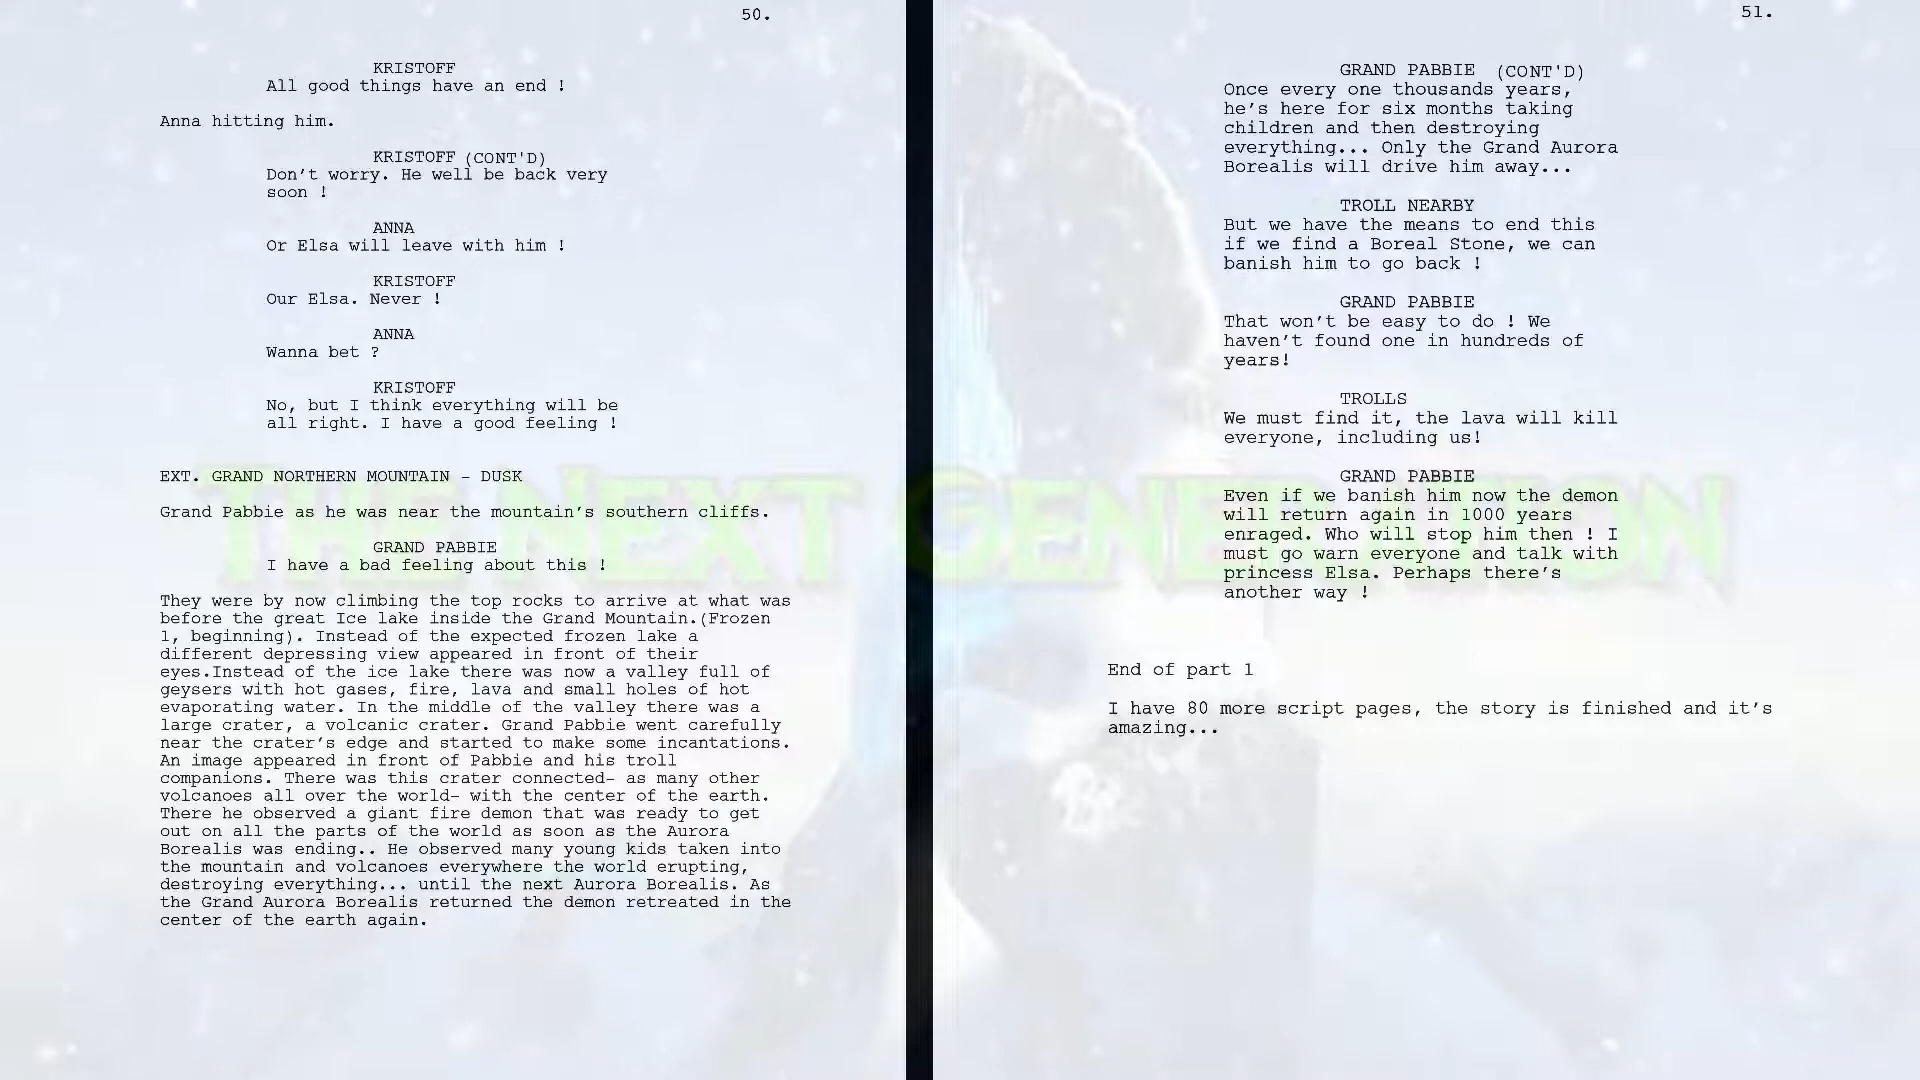 50.
KRISTOFF
All good things have an end !
Anna hitting him.
KRISTOFF (CONT'D)
Don't worry. He well be back very
soon !
ANNA
Or Elsa will leave with him !
KRISTOFF
Our Elsa. Never !
ANNA
Wanna bet ?
KRISTOFF
No, but I think everything will be
all right. I have a good feeling !
EXT. GRAND NORTHERN MOUNTAIN - DUSK
Grand Pabbie as he was near the mountain's southern cliffs.
GRAND PABBIE
I have a bad feeling about this !
They were by now climbing the top rocks to arrive at what was
before the great Ice lake inside the Grand Mountain.(Frozen
1, beginning). Instead of the expected frozen lake a
different depressing view appeared in front of their
eyes.Instead of the ice lake there was now a valley full of
geysers with hot gases, fire, lava and small holes of hot
evaporating water. In the middle of the valley there was a
large crater, a volcanic crater. Grand Pabbie went carefully
near the crater's edge and started to make some incantations.
An image appeared in front of Pabbie and his troll
companions. There was this crater connected- as many other
volcanoes all over the world- with the center of the earth.
There he observed a giant fire demon that was ready to get
out on all the parts of the world as soon as the Aurora
Borealis was ending.. He observed many young kids taken into
the mountain and volcanoes everywhere the world erupting,
destroying everything... until the next Aurora Borealis. As
the Grand Aurora Borealis returned the demon retreated in the
center of the earth again.
51.
GRAND PABBIE (CONT'D)
Once every one thousands years,
he's here for six months taking
children and then destroying
everything... Only the Grand Aurora
Borealis will drive him away...
TROLL NEARBY
But we have the means to end this
if we find a Boreal Stone, we can
banish him to go back !
GRAND PABBIE
That won't be easy to do ! We
haven't found one in hundreds of
years!
TROLLS
We must find it, the lava will kill
everyone, including us!
GRAND PABBIE
Even if we banish him now the demon
will return again in 1000 years
enraged. Who will stop him then ! I
must go warn everyone and talk with
princess Elsa. Perhaps there's
another way !
End of part 1
I have 80 more script pages, the story is finished and it's
amazing...
THE NEXT GENERATION